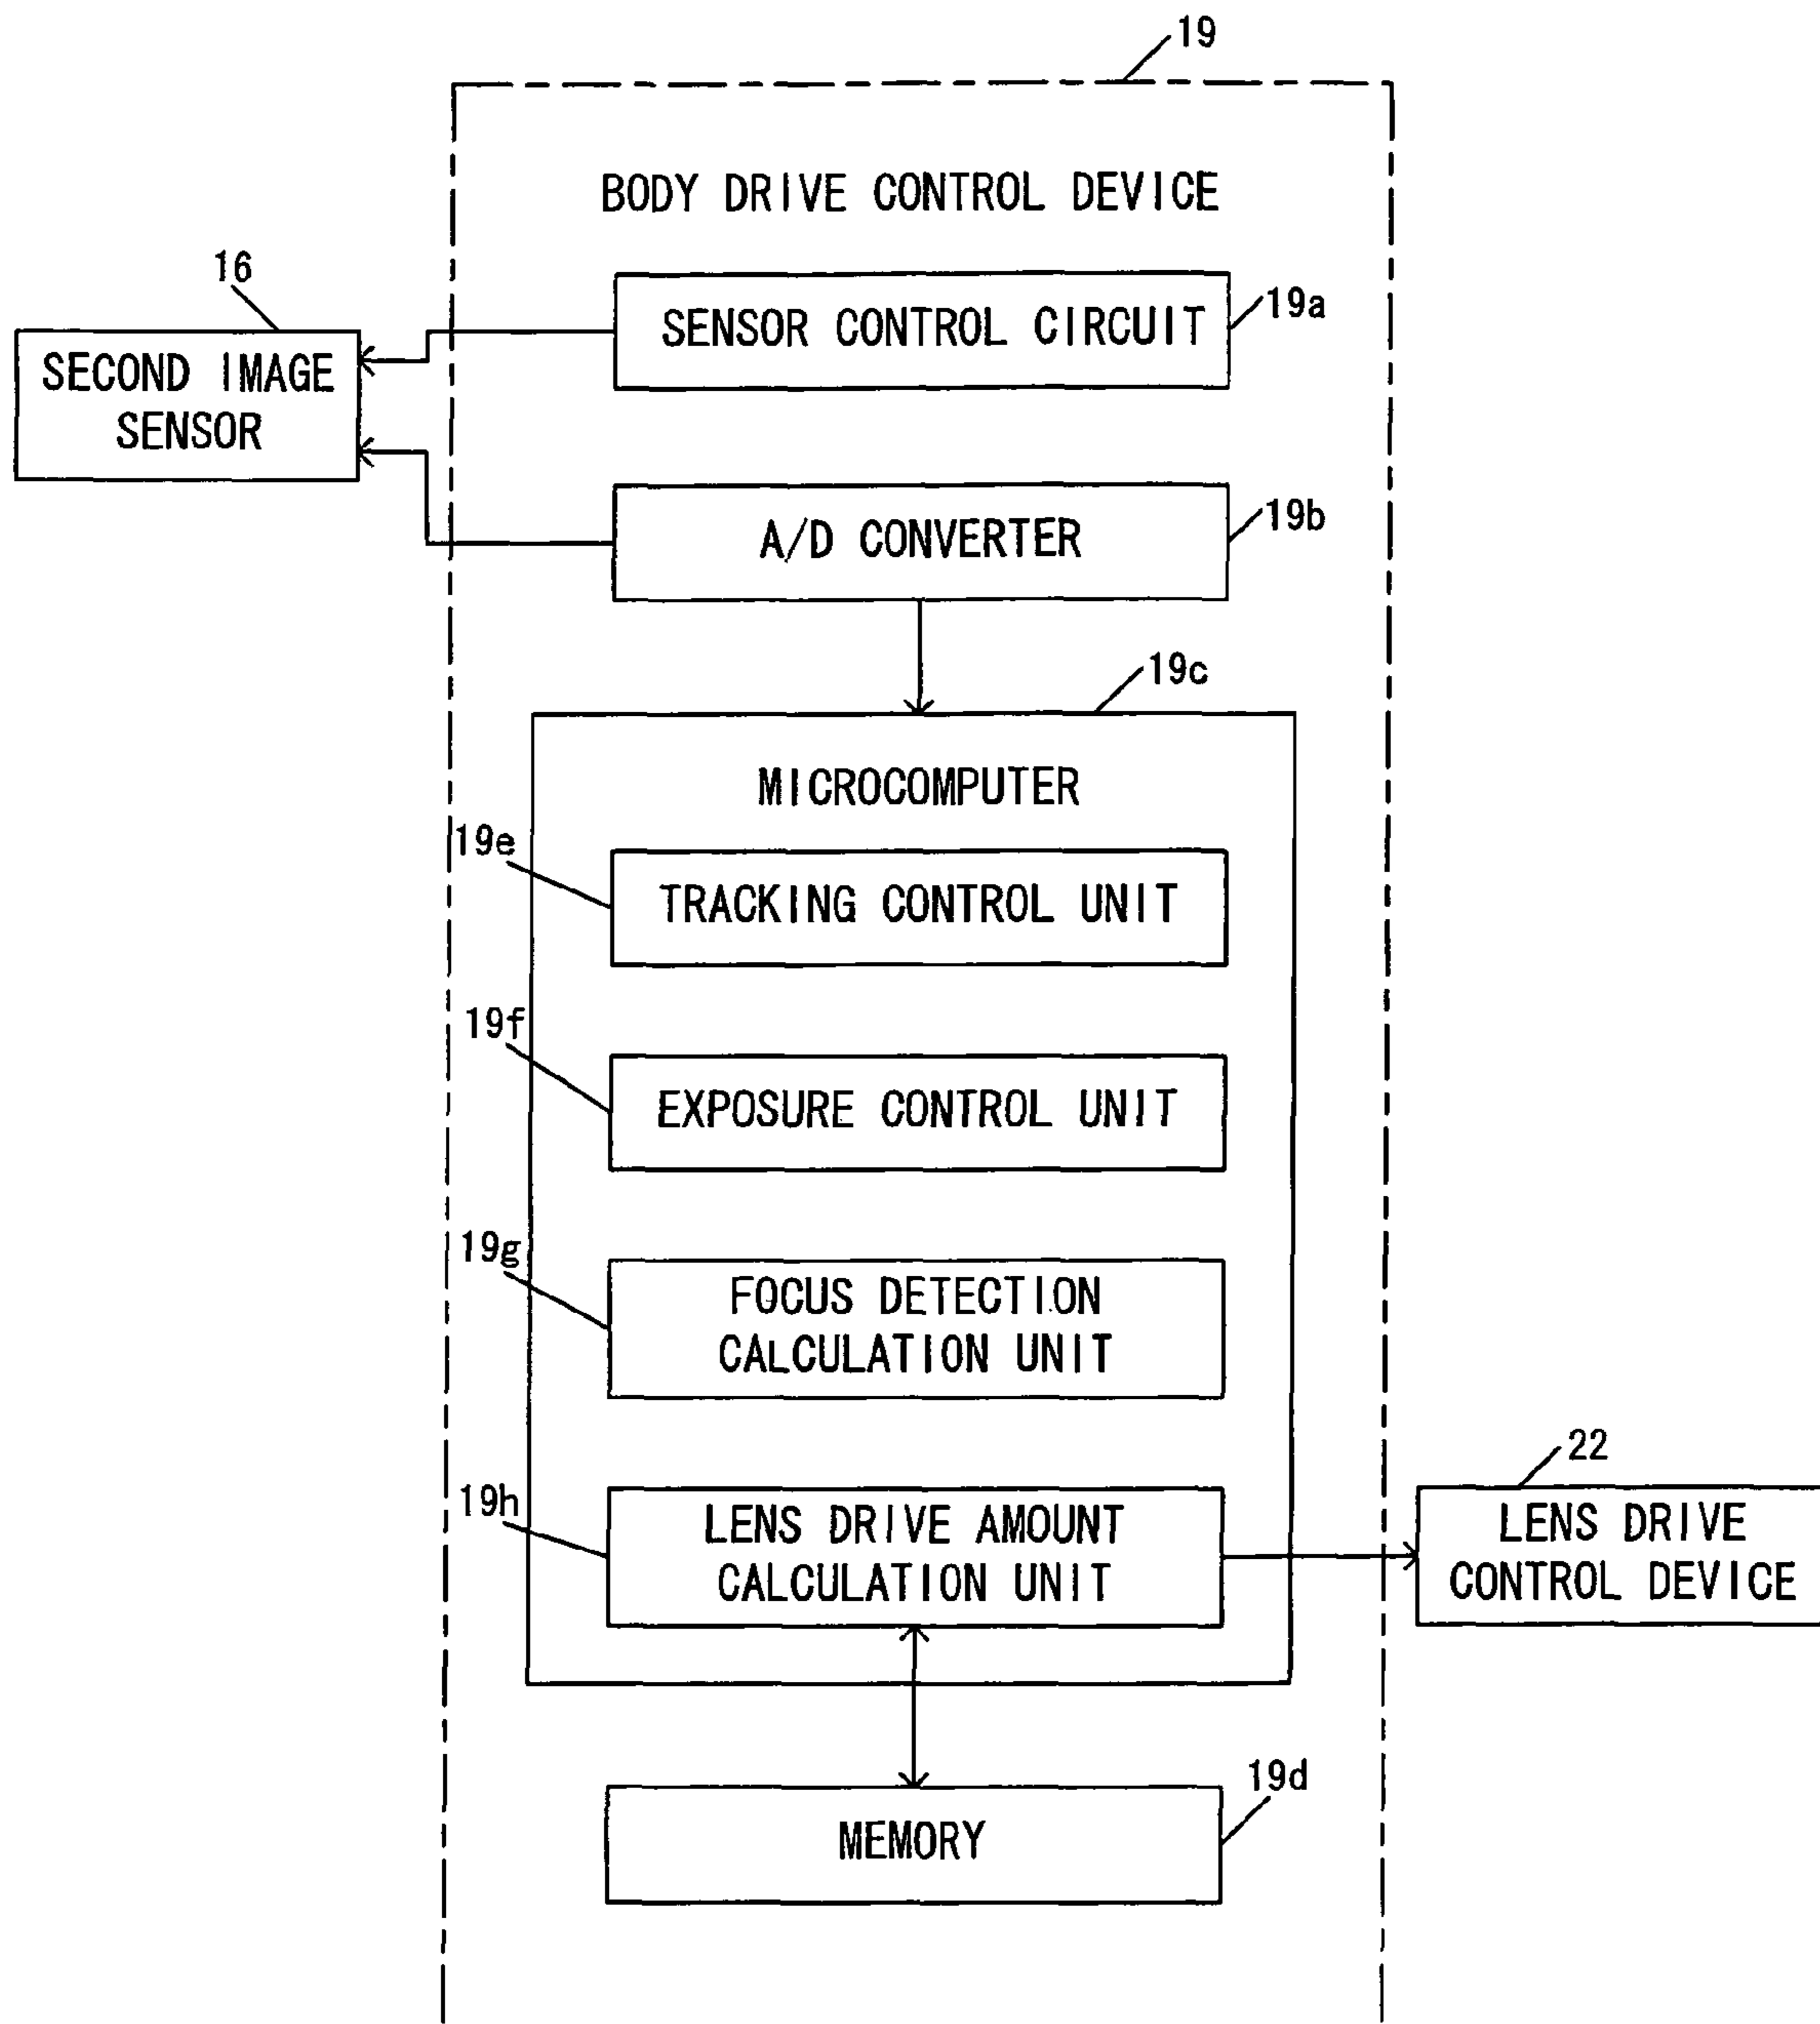 19
BODY DRIVE CONTROL DEVICE
16
SENSOR CONTROL CIRCUIT
19a
SECOND IMAGE
SENSOR
A/D CONVERTER
19b
19c
MICROCOMPUTER
19e
TRACKING CONTROL UNIT
19f
EXPOSURE CONTROL UNIT
19g
FOCUS DETECTION
CALCULATION UNIT
19h
LENS DRIVE AMOUNT
CALCULATION UNIT
22
LENS DRIVE
CONTROL DEVICE
19d
MEMORY